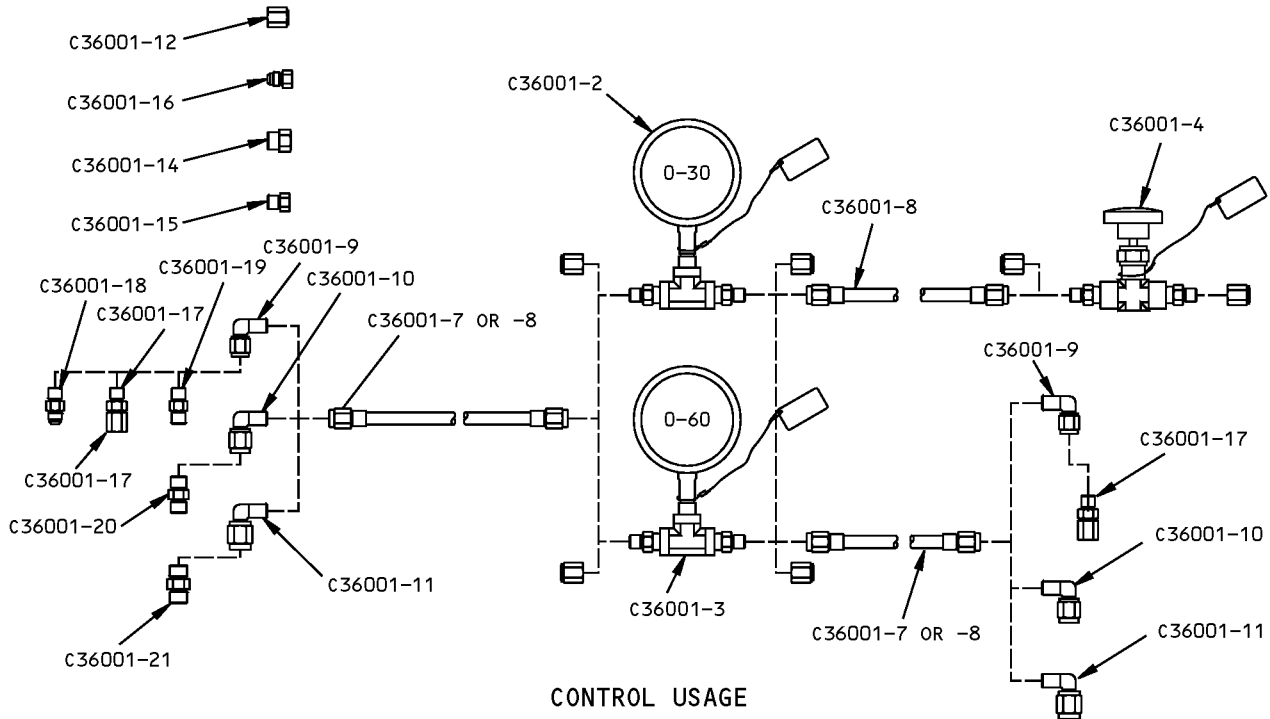 C36001-12
C36001-16
C36001-14
C36001-15
C36001-2
0-30
C36001-4
C36001-8
C36001-9
C36001-19
C36001-10
C36001-18
C36001-17
C36001-7 OR -8
C36001-9
0-60
C36001-17
C36001-17
C36001-20
C36001-10
C36001-11
C36001-3
C36001-7 OR -8
C36001-11
C36001-21
CONTROL USAGE